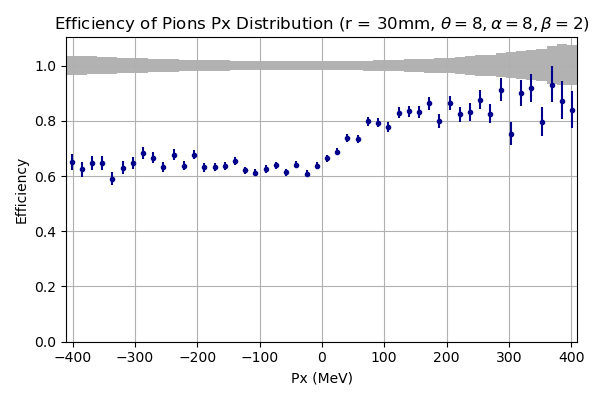 Efficiency of Pions Px Distribution (r = 30mm, θ = 8, α = 8, β = 2)
1.0
0.8
0.6
0.4
0.2
0.0
Efficiency
−400 −300 −200 −100 0 100 200 300 400
Px (MeV)